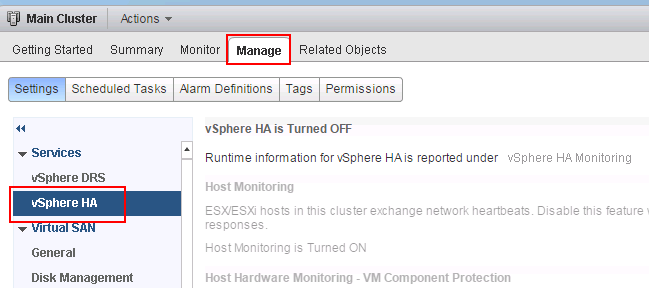 Main Cluster Actions
Getting Started Summary Monitor Manage Related Objects
Settings Scheduled Tasks Alarm Definitions Tags Permissions
Services
vSphere DRS
vSphere HA
Virtual SAN
General
Disk Management
vSphere HA is Turned OFF
Runtime information for vSphere HA is reported under vSphere HA Monitoring
Host Monitoring
ESX/ESXi hosts in this cluster exchange network heartbeats. Disable this feature
responses.
Host Monitoring is Turned ON
Host Hardware Monitoring - VM Component Protection